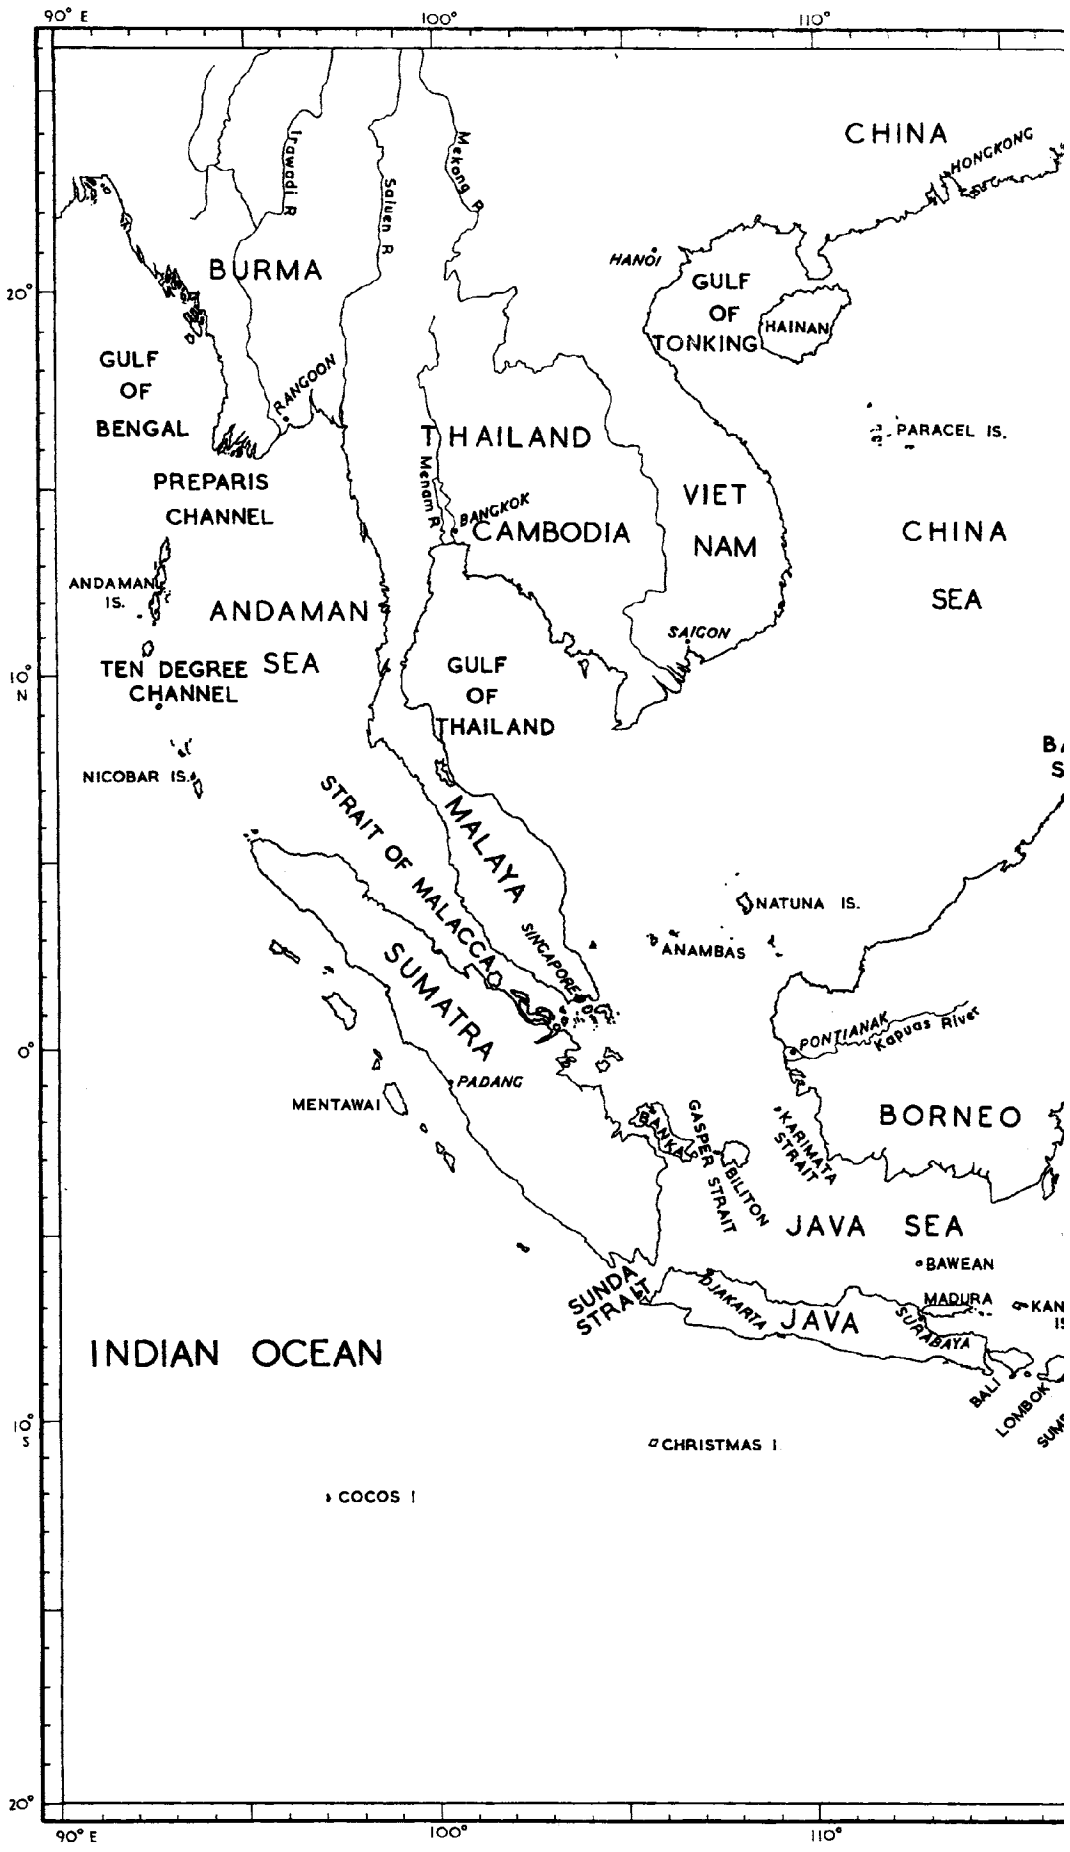 90° E
100°
110°
CHINA
HONGKONG
Irawadi R
Saluen R
Mekong R
HANOI
BURMA
20°
GULF
OF
TONKING
HAINAN
GULF
OF
BENGAL
RANGOON
THAILAND
PARACEL IS.
PREPARIS
CHANNEL
Menam R
BANGKOK
CAMBODIA
VIET
NAM
CHINA
SEA
ANDAMAN
IS.
ANDAMAN
SEA
SAIGON
TEN DEGREE
CHANNEL
10°
N
GULF
OF
THAILAND
BA
S
NICOBAR IS.
STRAIT OF MALACCA
MALAYA
NATUNA IS.
SINGAPORE
ANAMBAS
SUMATRA
PONTIANAK
Kapuas River
0°
PADANG
MENTAWAI
BANKA
GASPER STRAIT
BILITON
KARIMATA
STRAIT
BORNEO
JAVA SEA
BAWEAN
SUNDA
STRAIT
DJAKARTA
JAVA
MADURA
SURABAYA
KAN
IS
INDIAN OCEAN
BALI
LOMBOK
SUMB
10°
S
CHRISTMAS I
COCOS I
20°
90° E
100°
110°